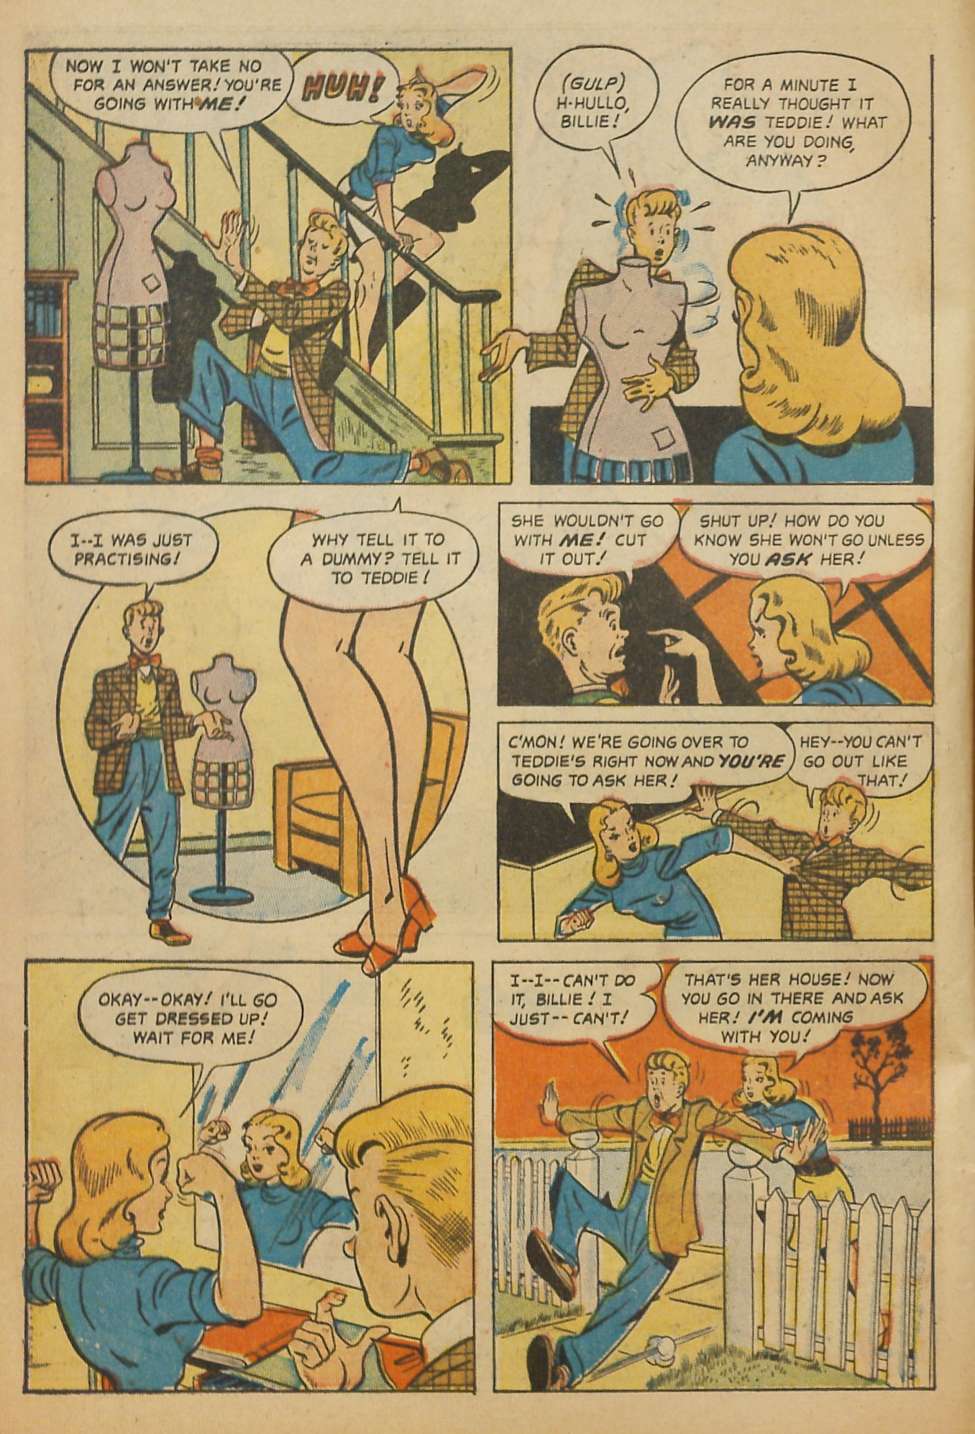 NOW I WON'T TAKE NO
FOR AN ANSWER! YOU'RE
GOING WITH ME!
HUH!
(GULP)
H-HULLO,
BILLIE!
FOR A MINUTE I
REALLY THOUGHT IT
WAS TEDDIE! WHAT
ARE YOU DOING,
ANYWAY?
I--I WAS JUST
PRACTISING!
WHY TELL IT TO
A DUMMY? TELL IT
TO TEDDIE!
SHE WOULDN'T GO
WITH ME! CUT
IT OUT!
SHUT UP! HOW DO YOU
KNOW SHE WON'T GO UNLESS
YOU ASK HER!
C'MON! WE'RE GOING OVER TO
TEDDIE'S RIGHT NOW AND YOU'RE
GOING TO ASK HER!
HEY--YOU CAN'T
GO OUT LIKE
THAT!
OKAY--OKAY! I'LL GO
GET DRESSED UP!
WAIT FOR ME!
I--I--CAN'T DO
IT, BILLIE! I
JUST--CAN'T!
THAT'S HER HOUSE! NOW
YOU GO IN THERE AND ASK
HER! I'M COMING
WITH YOU!